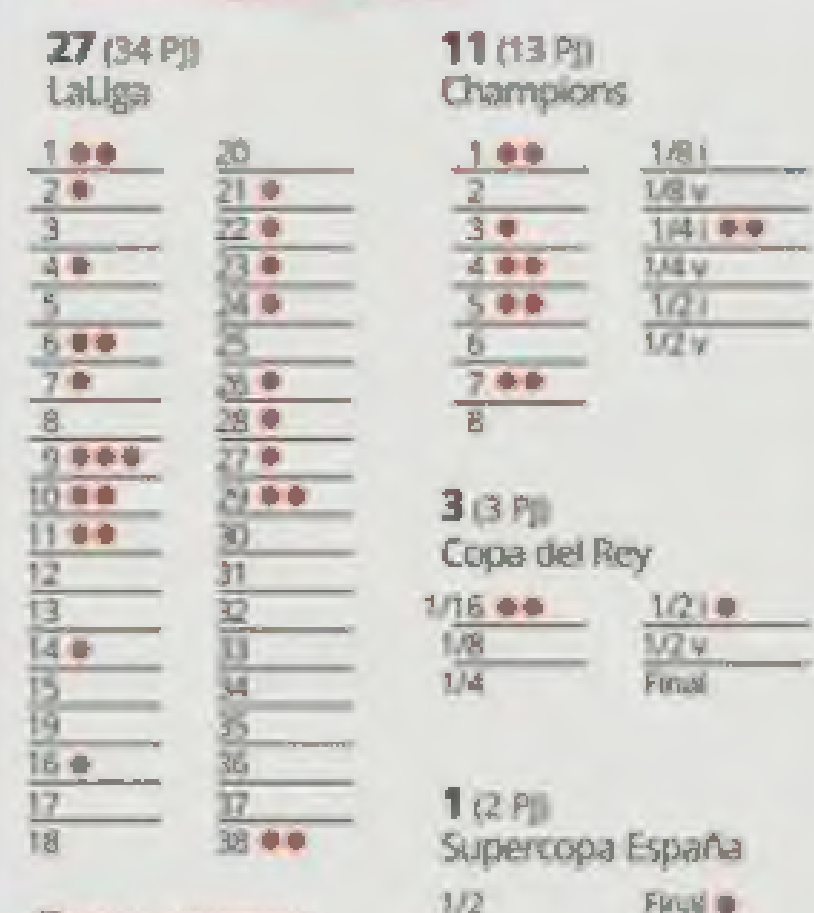 27 (34 PJ)
LaLiga
1
2
3
4
5
6
7
8
9
10
11
12
13
14
15
19
16
17
18
20
21
22
23
24
25
26
28
27
29
30
31
32
33
34
35
36
37
38
11 (13 PJ)
Champions
1
2
3
4
5
6
7
8
1/8 i
1/8 v
1/4 i
1/4 v
1/2 i
1/2 v
3 (3 PJ)
Copa del Rey
1/16
1/8
1/4
1/2 i
1/2 v
Final
1 (2 PJ)
Supercopa España
1/2
Final